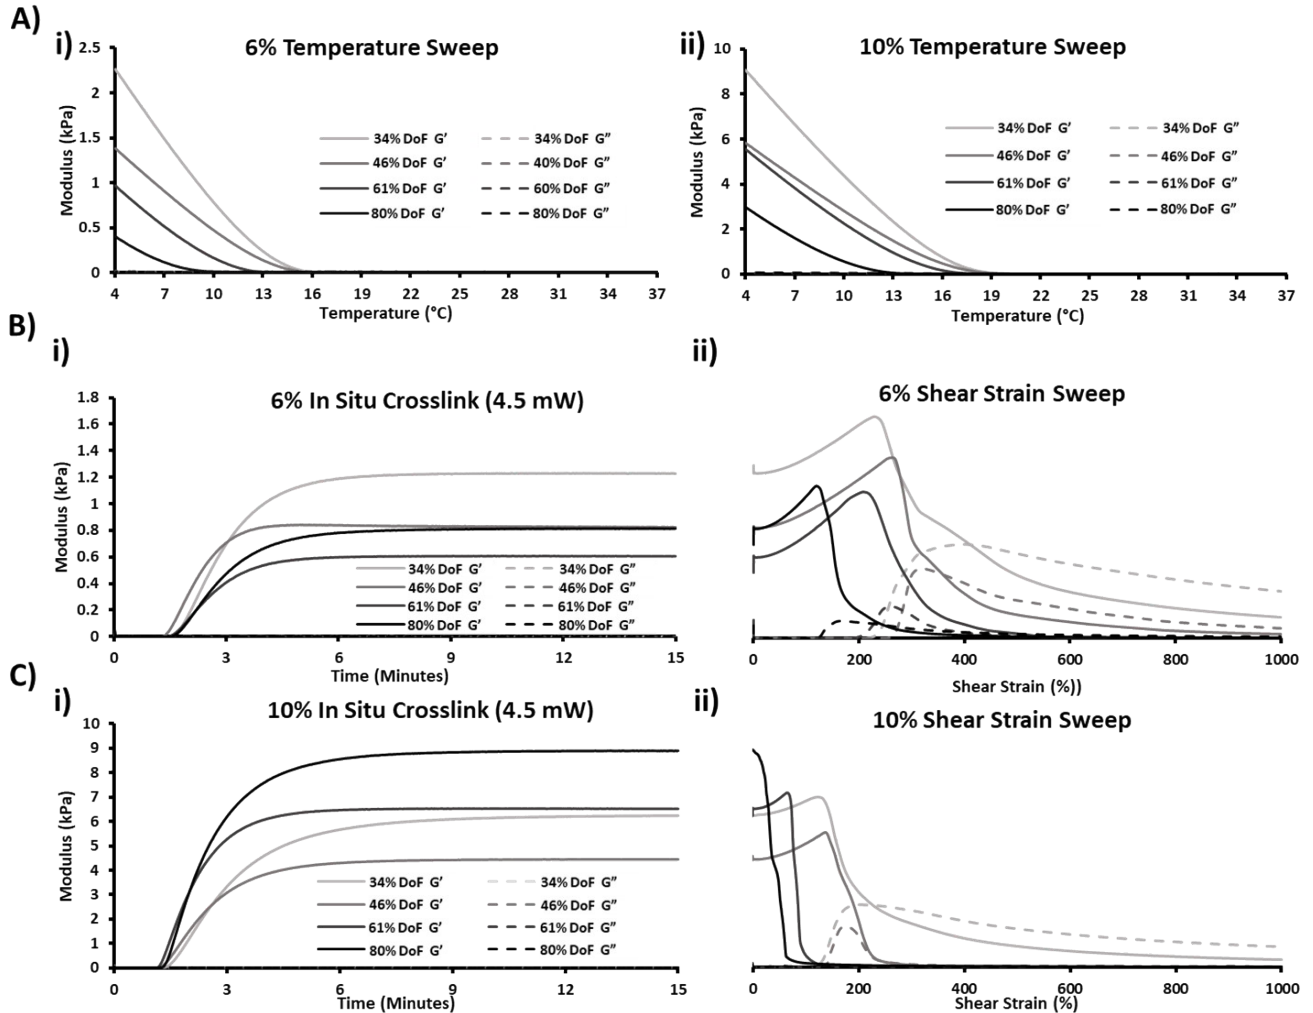 A)
i)
6% Temperature Sweep
2.5
2
1.5
1
0.5
0
Modulus (kPa)
34% DoF G’ 34% DoF G”
46% DoF G’ 40% DoF G”
61% DoF G’ 60% DoF G”
80% DoF G’ 80% DoF G”
4 7 10 13 16 19 22 25 28 31 34 37
Temperature (°C)
ii)
10% Temperature Sweep
10
8
6
4
2
0
Modulus (kPa)
34% DoF G’ 34% DoF G”
46% DoF G’ 46% DoF G”
61% DoF G’ 61% DoF G”
80% DoF G’ 80% DoF G”
4 7 10 13 16 19 22 25 28 31 34 37
Temperature (°C)
B)
i)
6% In Situ Crosslink (4.5 mW)
1.8
1.6
1.4
1.2
1
0.8
0.6
0.4
0.2
0
Modulus (kPa)
34% DoF G’ 34% DoF G”
46% DoF G’ 46% DoF G”
61% DoF G’ 61% DoF G”
80% DoF G’ 80% DoF G”
0 3 6 9 12 15
Time (Minutes)
ii)
6% Shear Strain Sweep
0 200 400 600 800 1000
Shear Strain (%))
C)
i)
10% In Situ Crosslink (4.5 mW)
10
9
8
7
6
5
4
3
2
1
0
Modulus (kPa)
34% DoF G’ 34% DoF G”
46% DoF G’ 46% DoF G”
61% DoF G’ 61% DoF G”
80% DoF G’ 80% DoF G”
0 3 6 9 12 15
Time (Minutes)
ii)
10% Shear Strain Sweep
0 200 400 600 800 1000
Shear Strain (%)